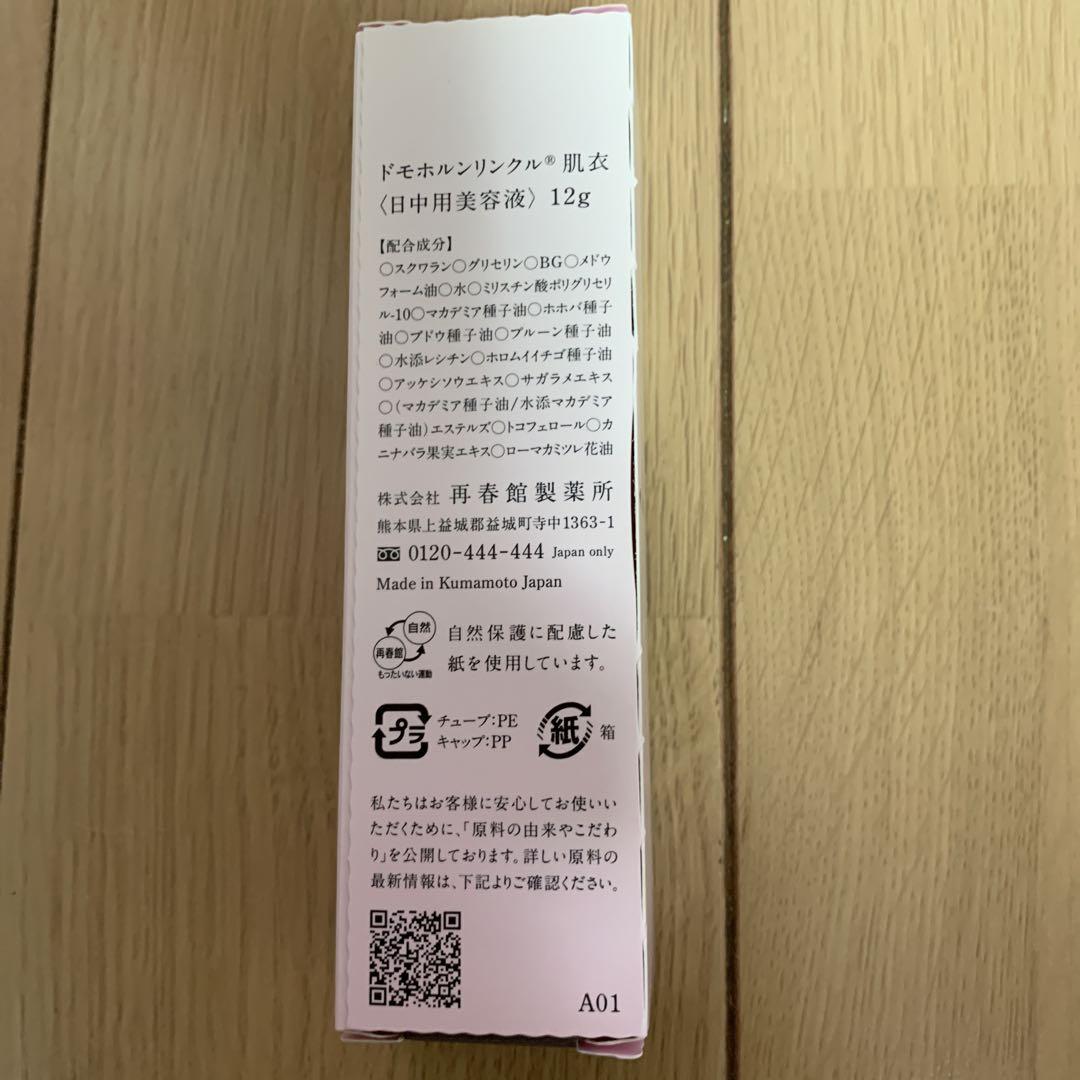 ドモホルンリンクル® 肌衣
〈日中用美容液〉 12g
【配合成分】
○スクワラン○グリセリン○BG○メドウ
フォーム油○水○ミリスチン酸ポリグリセリ
ル-10○マカデミア種子油○ホホバ種子
油○ブドウ種子油○プルーン種子油
○水添レシチン○ホロムイイチゴ種子油
○アッケシソウエキス○サガラメエキス
○(マカデミア種子油/水添マカデミア
種子油)エステルズ○トコフェロール○カ
ニナバラ果実エキス○ローマカミツレ花油
株式会社 再春館製薬所
熊本県上益城郡益城町寺中1363-1
0120-444-444 Japan only
Made in Kumamoto Japan
自然
再春館
もったいない運動
自然保護に配慮した
紙を使用しています。
プラ
チューブ:PE
キャップ:PP
紙 箱
私たちはお客様に安心してお使いい
ただくために、「原料の由来やこだわ
り」を公開しております。詳しい原料の
最新情報は、下記よりご確認ください。
A01